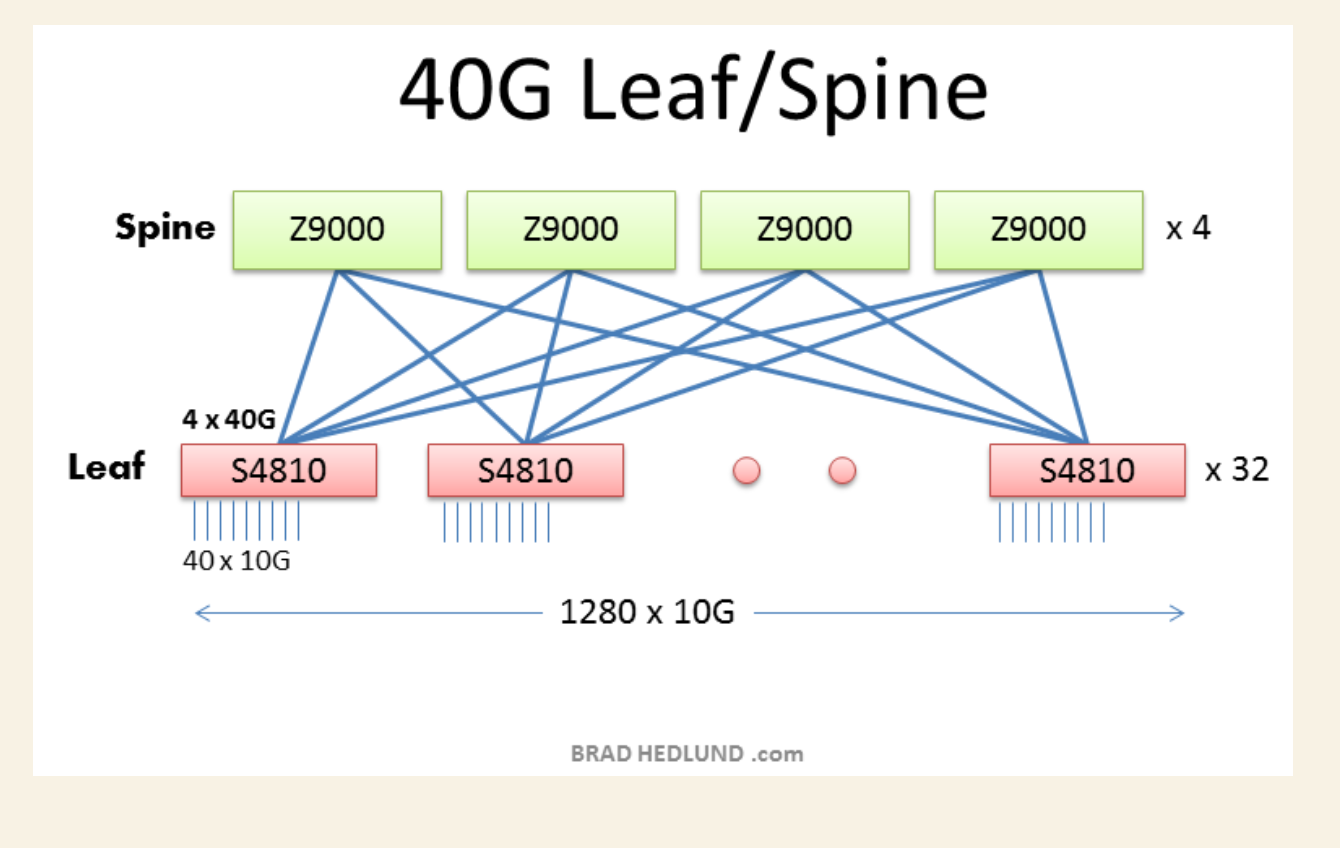 40G Leaf/Spine
Spine Z9000 Z9000 Z9000 Z9000 x 4
4 x 40G
Leaf S4810 S4810 S4810 x 32
40 x 10G
1280 x 10G
BRAD HEDLUND .com